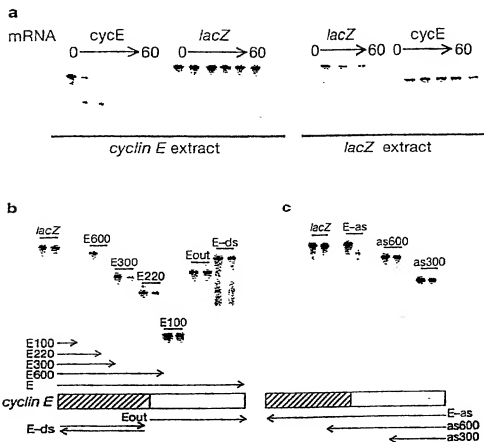 a
mRNA
cycE
lacZ
lacZ
cycE
0 60
0 60
0 60
0 60
cyclin E extract
lacZ extract
b
c
lacZ
E600
E300
E220
Eout
E-ds
E100
lacZ
E-as
as600
as300
E100
E220
E300
E600
E
cyclin E
Eout
E-ds
E-as
as600
as300